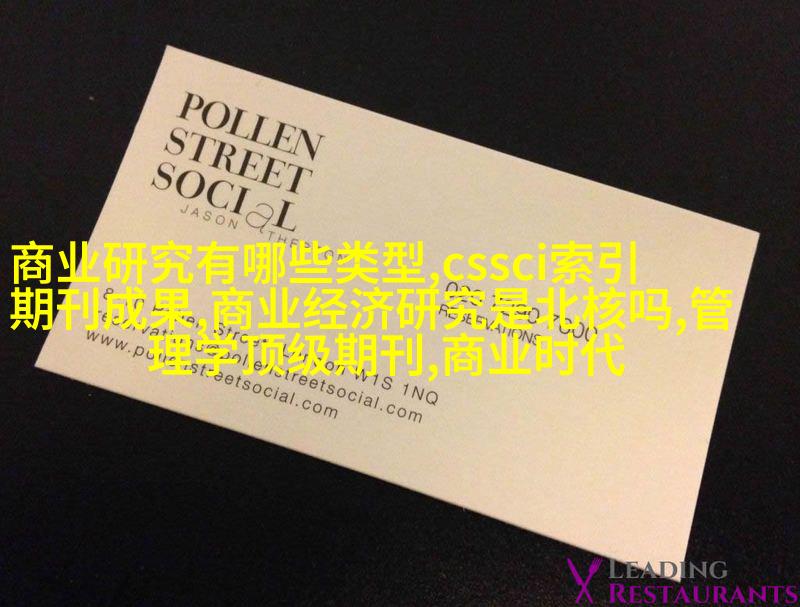 POLLEN
STREET
SOCIaL
JASON
商业研究有哪些类型,cssci索引
期刊成果,商业经济研究是北核吗,管
理学顶级期刊,商业时代
RESERVATIONS
W1S 1NQ
www.pollenstreetsocial.com
LEADING
RESTAURANTS